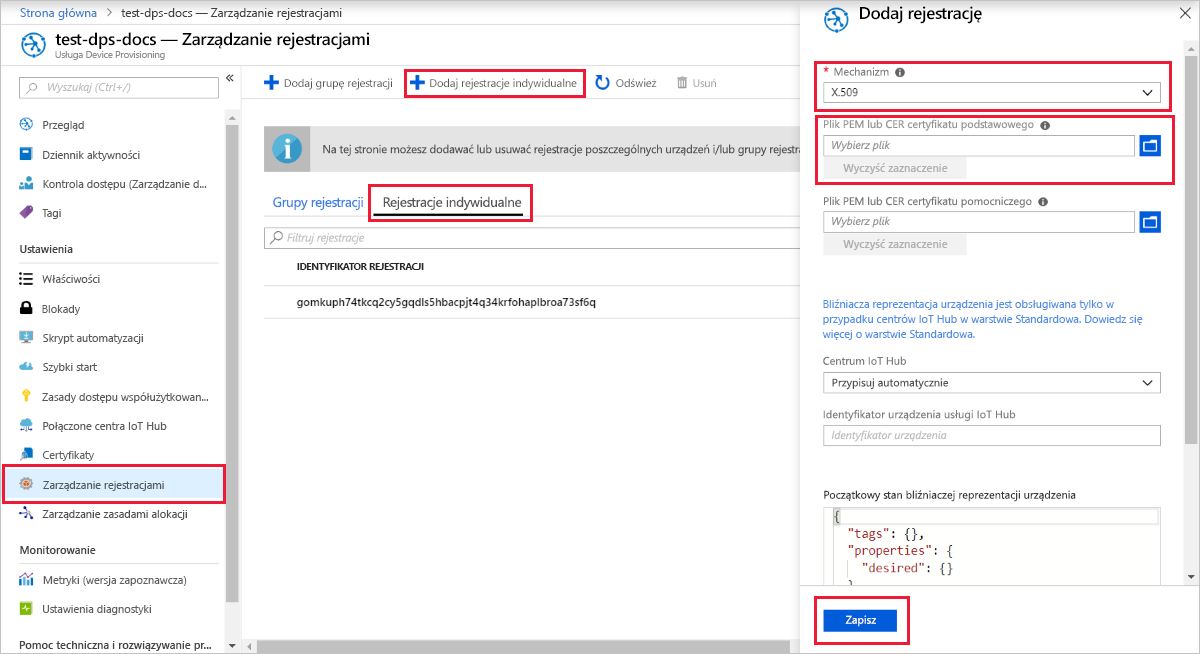 Strona główna > test-dps-docs — Zarządzanie rejestracjami
test-dps-docs — Zarządzanie rejestracjami
Usługa Device Provisioning
Wyszukaj (Ctrl+/)
«
Przegląd
Dziennik aktywności
Kontrola dostępu (Zarządzanie d...
Tagi
Ustawienia
Właściwości
Blokady
Skrypt automatyzacji
Szybki start
Zasady dostępu współużytkowan...
Połączone centra IoT Hub
Certyfikaty
Zarządzanie rejestracjami
Zarządzanie zasadami alokacji
Monitorowanie
Metryki (wersja zapoznawcza)
Ustawienia diagnostyki
Pomoc techniczna i rozwiązywanie pr...
Dodaj grupę rejestracji
Dodaj rejestracje indywidualne
Odśwież
Usuń
Na tej stronie możesz dodawać lub usuwać rejestracje poszczególnych urządzeń i/lub grupy rejestra
Grupy rejestracji
Rejestracje indywidualne
Filtruj rejestracje
IDENTYFIKATOR REJESTRACJI
gomkuph74tkcq2cy5gqdls5hbacpjt4q34krfohaplbroa73sf6q
Dodaj rejestrację
* Mechanizm
X.509
Plik PEM lub CER certyfikatu podstawowego
Wybierz plik
Wyczyść zaznaczenie
Plik PEM lub CER certyfikatu pomocniczego
Wybierz plik
Wyczyść zaznaczenie
Bliźniacza reprezentacja urządzenia jest obsługiwana tylko w
przypadku centrów IoT Hub w warstwie Standardowa. Dowiedz się
więcej o warstwie Standardowa.
Centrum IoT Hub
Przypisuj automatycznie
Identyfikator urządzenia usługi IoT Hub
Identyfikator urządzenia
Początkowy stan bliźniaczej reprezentacji urządzenia
{
"tags": {},
"properties": {
"desired": {}
}
Zapisz